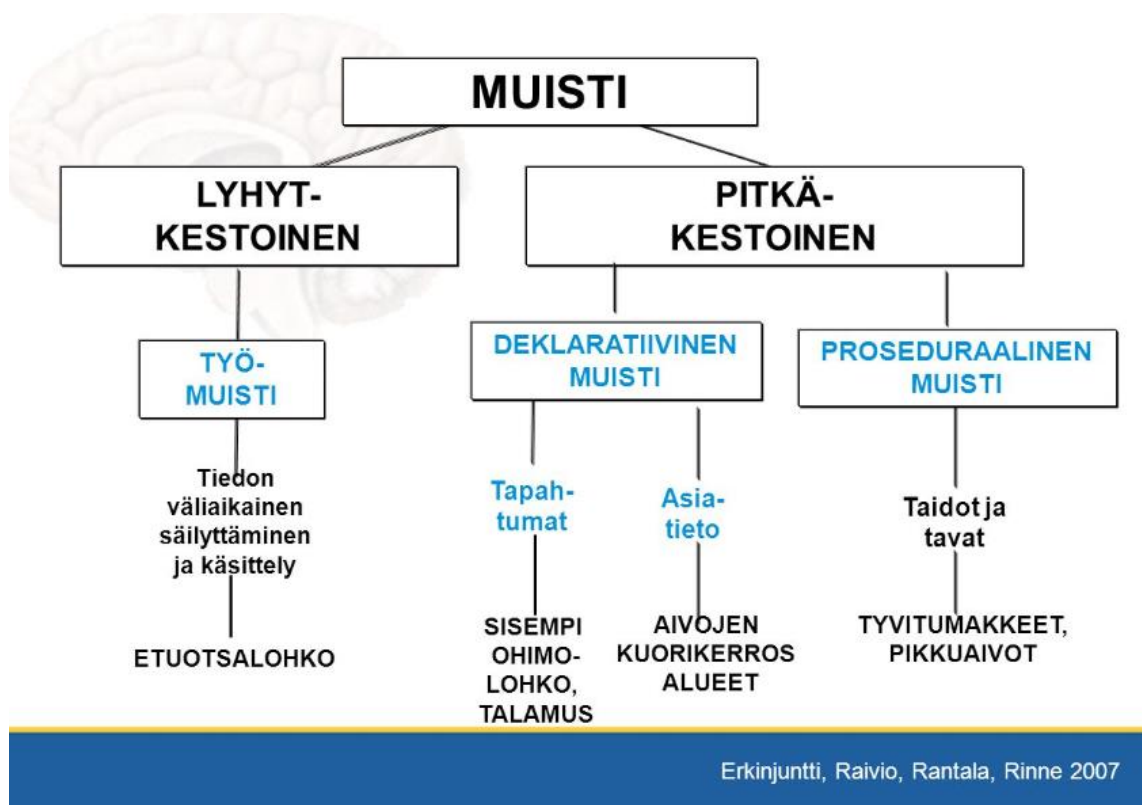 MUISTI
LYHYT-
KESTOINEN
PITKÄ-
KESTOINEN
TYÖ-
MUISTI
DEKLARATIIVINEN
MUISTI
PROSEDURAALINEN
MUISTI
Tiedon
väliaikainen
säilyttäminen
ja käsittely
Tapah-
tumat
Asia-
tieto
Taidot ja
tavat
ETUOTSALOHKO
SISEMPI
OHIMO-
LOHKO,
TALAMUS
AIVOJEN
KUORIKERROS
ALUEET
TYVITUMAKKEET,
PIKKUAIVOT
Erkinjuntti, Raivio, Rantala, Rinne 2007